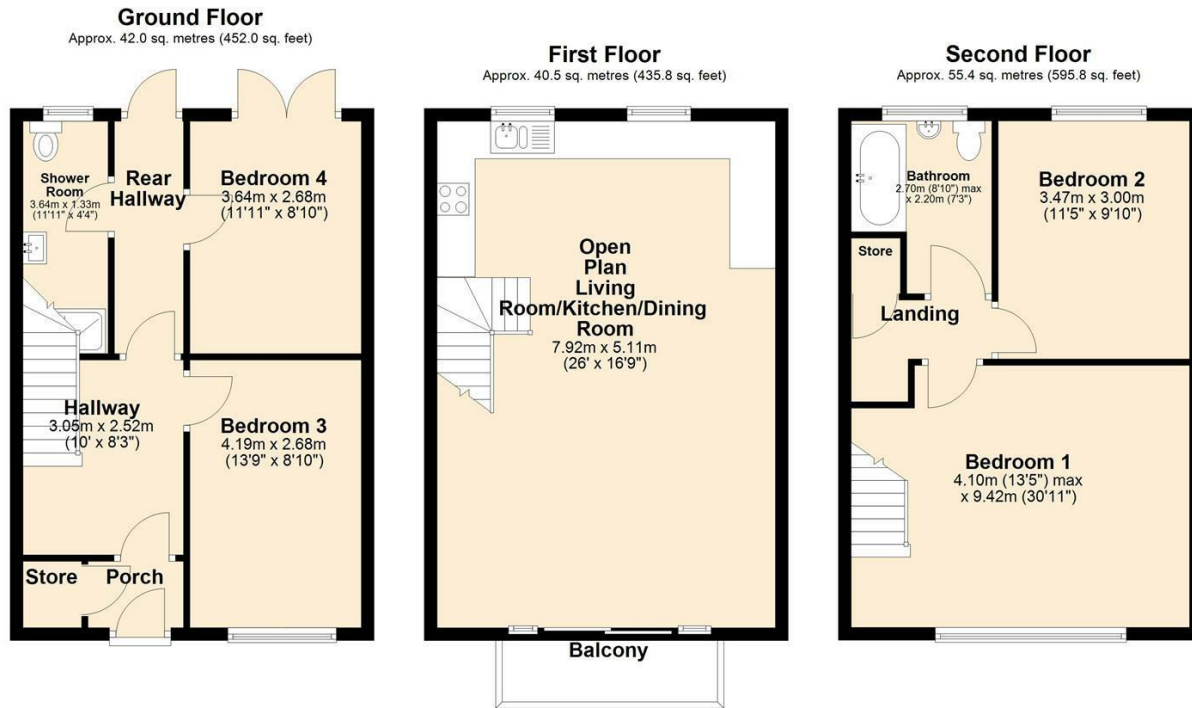 Ground Floor
Approx. 42.0 sq. metres (452.0 sq. feet)
Shower
Room
3.64m x 1.33m
(11'11" x 4'4")
Rear
Hallway
Bedroom 4
3.64m x 2.68m
(11'11" x 8'10")
Hallway
3.05m x 2.52m
(10' x 8'3")
Bedroom 3
4.19m x 2.68m
(13'9" x 8'10")
Store
Porch
First Floor
Approx. 40.5 sq. metres (435.8 sq. feet)
Open
Plan
Living
Room/Kitchen/Dining
Room
7.92m x 5.11m
(26' x 16'9")
Balcony
Second Floor
Approx. 55.4 sq. metres (595.8 sq. feet)
Bathroom
2.70m (8'10") max
x 2.20m (7'3")
Bedroom 2
3.47m x 3.00m
(11'5" x 9'10")
Store
Landing
Bedroom 1
4.10m (13'5") max
x 9.42m (30'11")